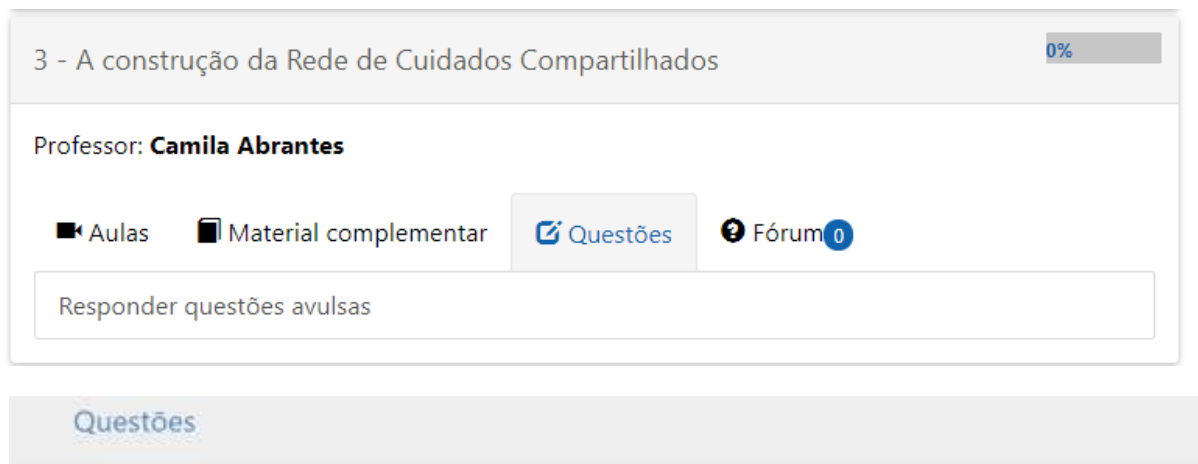 3 - A construção da Rede de Cuidados Compartilhados
0%
Professor: Camila Abrantes
Aulas Material complementar Questões Fórum 0
Responder questões avulsas
Questões